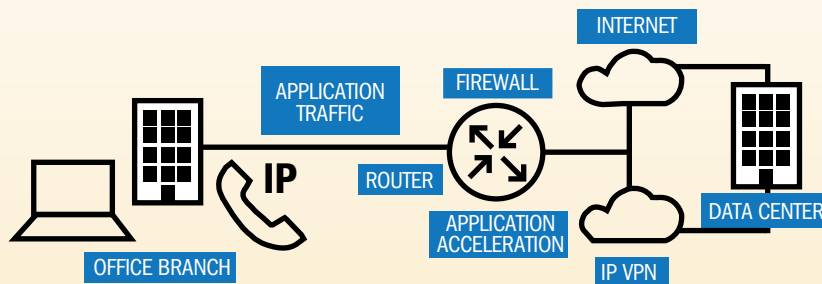 INTERNET
APPLICATION
TRAFFIC
FIREWALL
IP
ROUTER
APPLICATION
ACCELERATION
DATA CENTER
OFFICE BRANCH
IP VPN